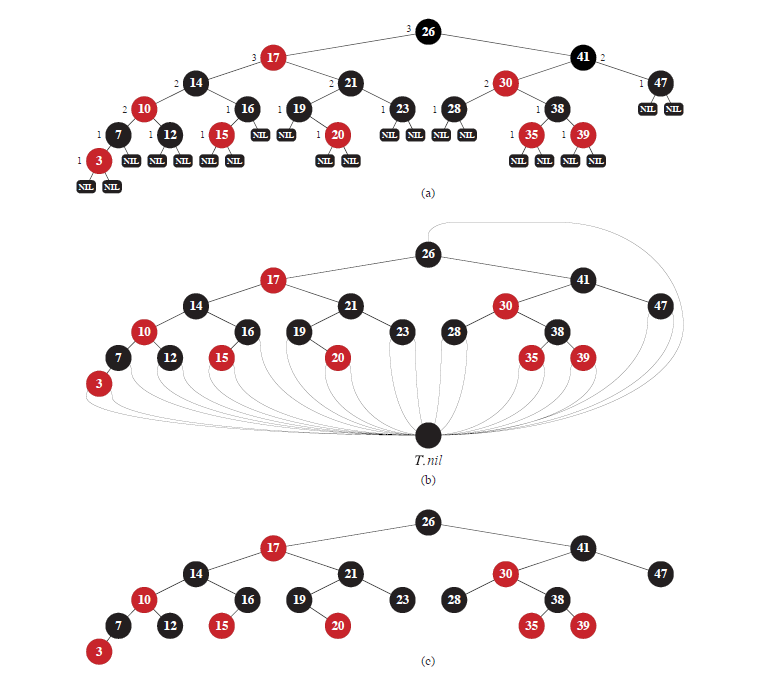 3 26
3 17 41 2
2 14 2 21 2 30 1 47
2 10 1 16 1 19 1 23 1 28 38 NIL NIL
1 7 1 12 1 15 NIL NIL 1 20 NIL NIL NIL NIL 1 35 1 39
1 3 NIL NIL NIL NIL NIL NIL NIL NIL NIL NIL NIL
NIL NIL
(a)
26
17 41
14 21 30 47
10 16 19 23 28 38
7 12 15 20 35 39
3
T.nil
(b)
26
17 41
14 21 30 47
10 16 19 23 28 38
7 12 15 20 35 39
3
(c)